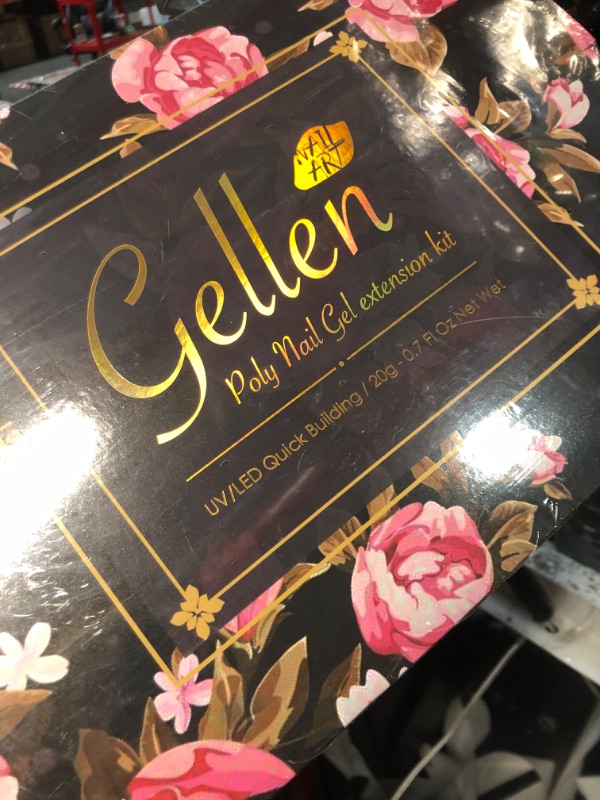 NAIL
ART
Gellen
Poly Nail Gel extension kit
UV/LED Quick Building / 20g - 0.7 Fl Oz Net Wet